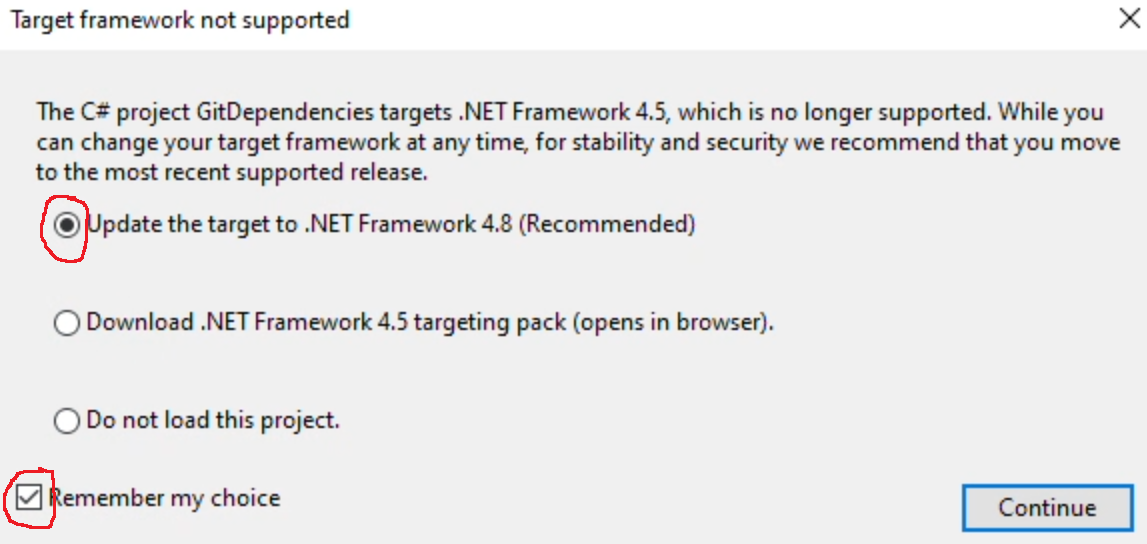 Target framework not supported
The C# project GitDependencies targets .NET Framework 4.5, which is no longer supported. While you
can change your target framework at any time, for stability and security we recommend that you move
to the most recent supported release.
Update the target to .NET Framework 4.8 (Recommended)
Download .NET Framework 4.5 targeting pack (opens in browser).
Do not load this project.
Remember my choice
Continue